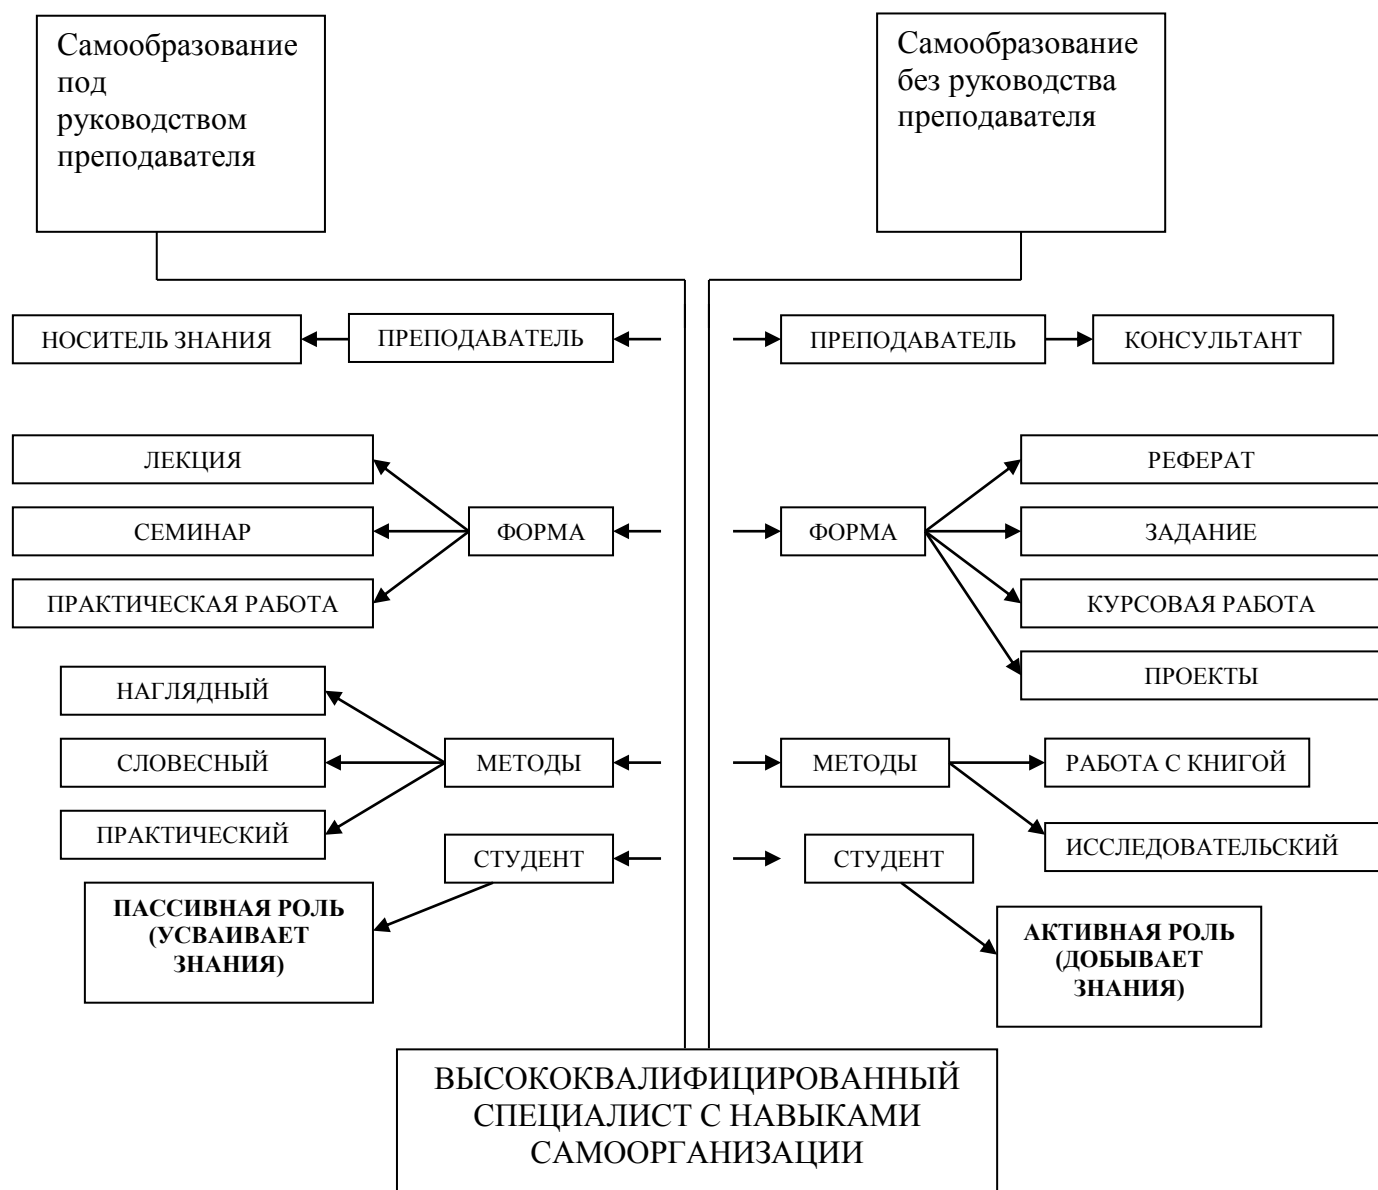 Самообразование
под
руководством
преподавателя
Самообразование
без руководства
преподавателя
НОСИТЕЛЬ ЗНАНИЯ
ПРЕПОДАВАТЕЛЬ
ПРЕПОДАВАТЕЛЬ
КОНСУЛЬТАНТ
ЛЕКЦИЯ
СЕМИНАР
ПРАКТИЧЕСКАЯ РАБОТА
ФОРМА
ФОРМА
РЕФЕРАТ
ЗАДАНИЕ
КУРСОВАЯ РАБОТА
ПРОЕКТЫ
НАГЛЯДНЫЙ
СЛОВЕСНЫЙ
ПРАКТИЧЕСКИЙ
МЕТОДЫ
МЕТОДЫ
РАБОТА С КНИГОЙ
ИССЛЕДОВАТЕЛЬСКИЙ
СТУДЕНТ
СТУДЕНТ
ПАССИВНАЯ РОЛЬ
(УСВАИВАЕТ
ЗНАНИЯ)
АКТИВНАЯ РОЛЬ
(ДОБЫВАЕТ
ЗНАНИЯ)
ВЫСОКОКВАЛИФИЦИРОВАННЫЙ
СПЕЦИАЛИСТ С НАВЫКАМИ
САМООРГАНИЗАЦИИ